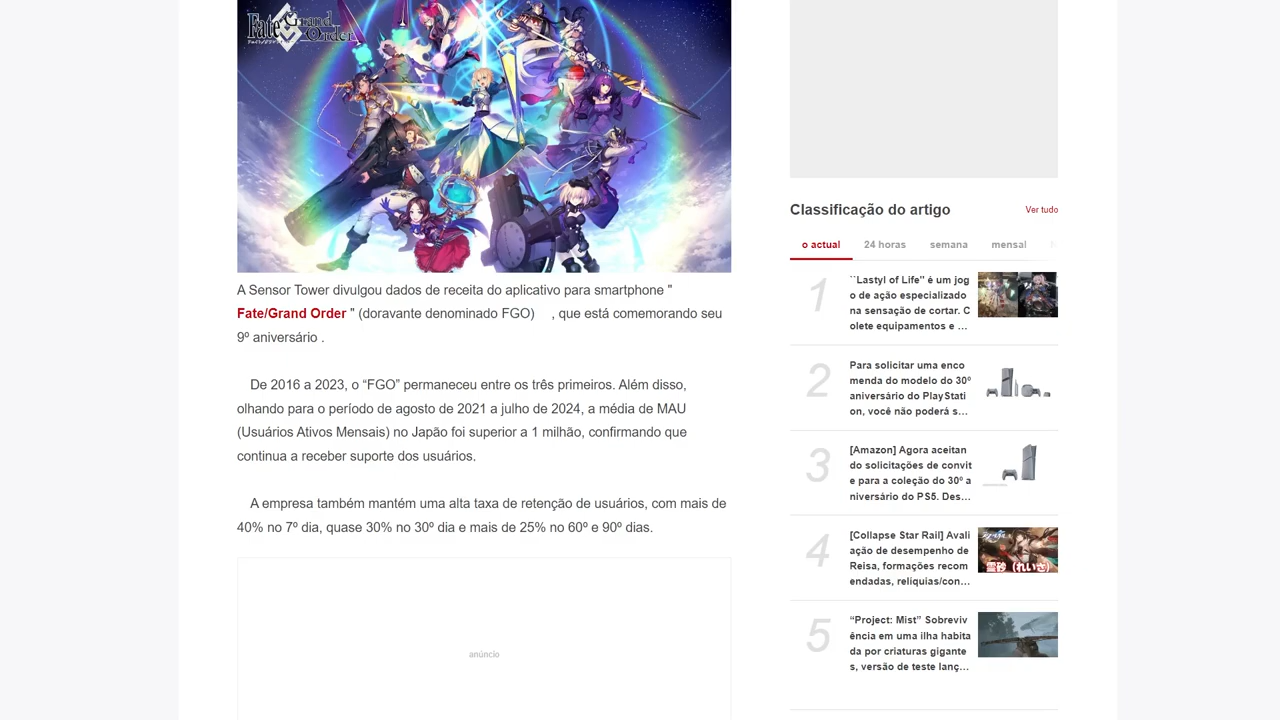 Fate Grand Order
A Sensor Tower divulgou dados de receita do aplicativo para smartphone "
Fate/Grand Order " (doravante denominado FGO) , que está comemorando seu
9º aniversário .
De 2016 a 2023, o “FGO” permaneceu entre os três primeiros. Além disso,
olhando para o período de agosto de 2021 a julho de 2024, a média de MAU
(Usuários Ativos Mensais) no Japão foi superior a 1 milhão, confirmando que
continua a receber suporte dos usuários.
A empresa também mantém uma alta taxa de retenção de usuários, com mais de
40% no 7º dia, quase 30% no 30º dia e mais de 25% no 60º e 90º dias.
anúncio
Classificação do artigo
Ver tudo
o actual 24 horas semana mensal
1
``Lastyl of Life'' é um jog
o de ação especializado
na sensação de cortar. C
olete equipamentos e ...
2
Para solicitar uma enco
menda do modelo do 30º
aniversário do PlayStati
on, você não poderá s...
3
[Amazon] Agora aceitan
do solicitações de convit
e para a coleção do 30º a
niversário do PS5. Des...
4
[Collapse Star Rail] Avali
ação de desempenho de
Reisa, formações recom
endadas, relíquias/con...
霊砂（れいさ）
5
“Project: Mist” Sobreviv
ência em uma ilha habita
da por criaturas gigante
s, versão de teste lanç...